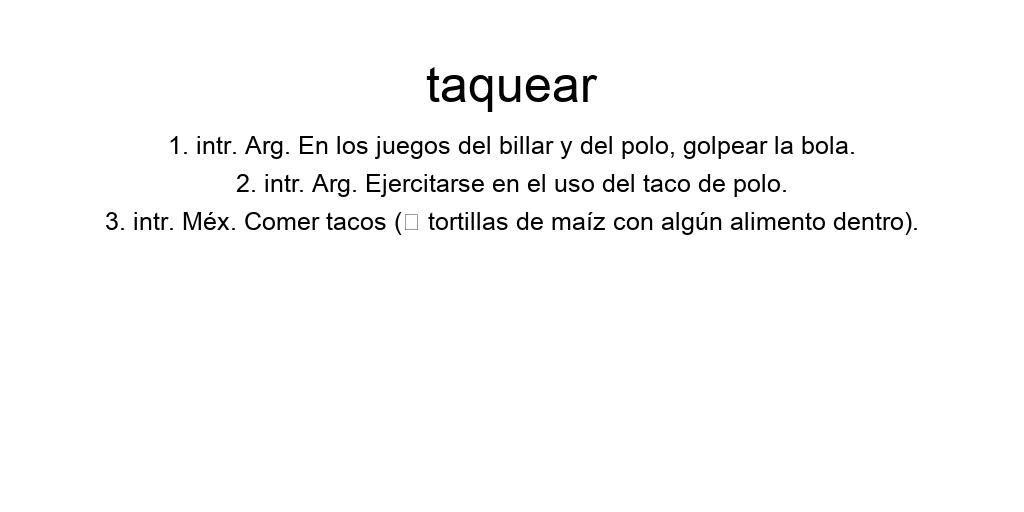 taquear
1. intr. Arg. En los juegos del billar y del polo, golpear la bola.
2. intr. Arg. Ejercitarse en el uso del taco de polo.
3. intr. Méx. Comer tacos (□ tortillas de maíz con algún alimento dentro).